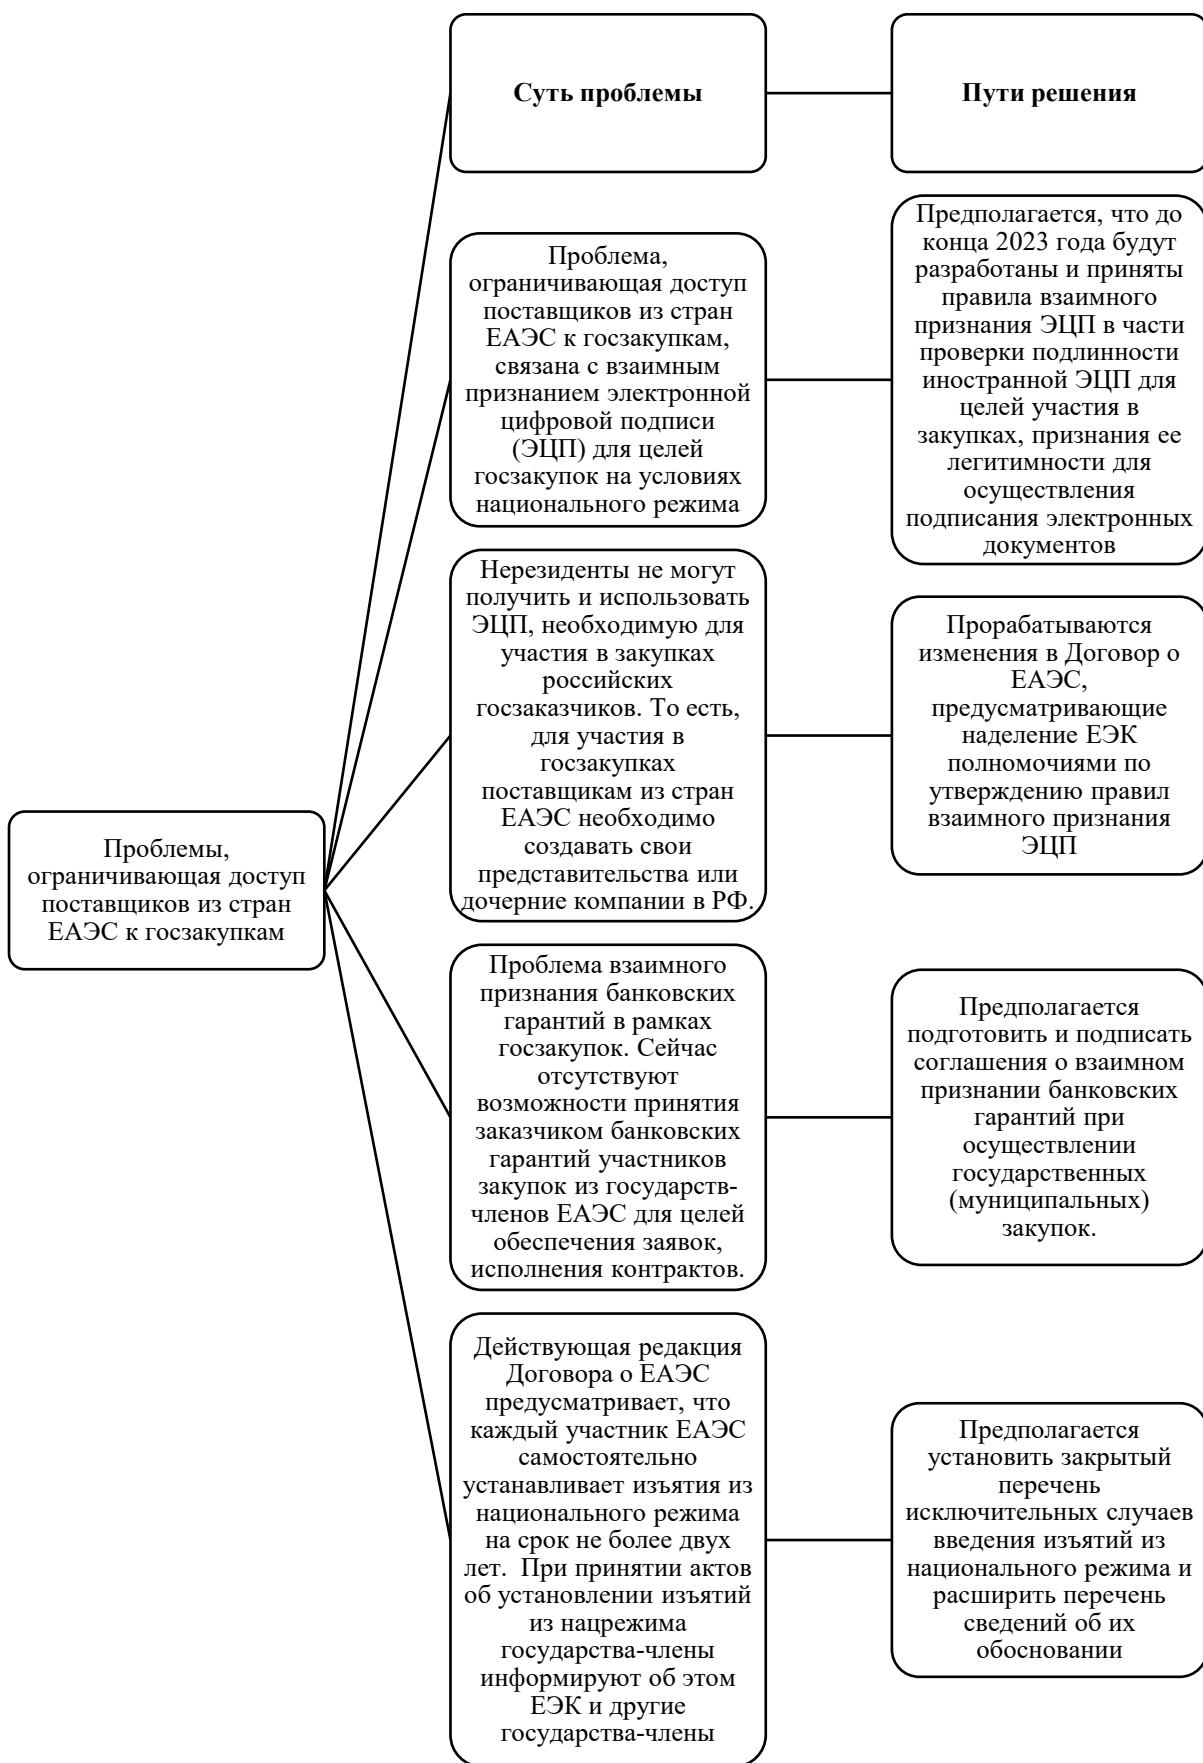 Суть проблемы
Пути решения
Проблема,
ограничивающая доступ
поставщиков из стран
ЕАЭС к госзакупкам,
связана с взаимным
признанием электронной
цифровой подписи
(ЭЦП) для целей
госзакупок на условиях
национального режима
Предполагается, что до
конца 2023 года будут
разработаны и приняты
правила взаимного
признания ЭЦП в части
проверки подлинности
иностранной ЭЦП для
целей участия в
закупках, признания ее
легитимности для
осуществления
подписания электронных
документов
Нерезиденты не могут
получить и использовать
ЭЦП, необходимую для
участия в закупках
российских
госзаказчиков. То есть,
для участия в
госзакупках
поставщикам из стран
ЕАЭС необходимо
создавать свои
представительства или
дочерние компании в РФ.
Прорабатываются
изменения в Договор о
ЕАЭС,
предусматривающие
наделение ЕЭК
полномочиями по
утверждению правил
взаимного признания
ЭЦП
Проблемы,
ограничивающая доступ
поставщиков из стран
ЕАЭС к госзакупкам
Проблема взаимного
признания банковских
гарантий в рамках
госзакупок. Сейчас
отсутствуют
возможности принятия
заказчиком банковских
гарантий участников
закупок из государств-
членов ЕАЭС для целей
обеспечения заявок,
исполнения контрактов.
Предполагается
подготовить и подписать
соглашения о взаимном
признании банковских
гарантий при
осуществлении
государственных
(муниципальных)
закупок.
Действующая редакция
Договора о ЕАЭС
предусматривает, что
каждый участник ЕАЭС
самостоятельно
устанавливает изъятия из
национального режима
на срок не более двух
лет.  При принятии актов
об установлении изъятий
из нацрежима
государства-члены
информируют об этом
ЕЭК и другие
государства-члены
Предполагается
установить закрытый
перечень
исключительных случаев
введения изъятий из
национального режима и
расширить перечень
сведений об их
обосновании